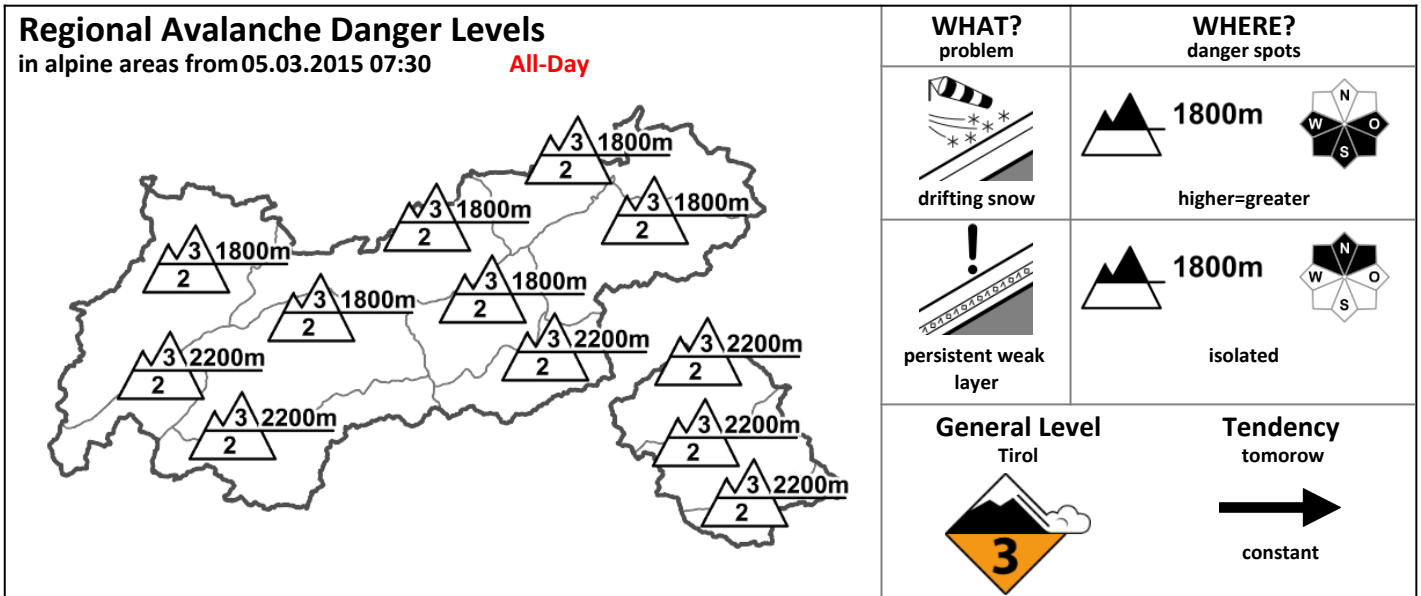 Regional Avalanche Danger Levels
in alpine areas from 05.03.2015 07:30 All-Day
3 1800m
2
3 1800m
2
3 1800m
2
3 1800m
2
3 1800m
2
3 1800m
2
3 2200m
2
3 2200m
2
3 2200m
2
3 2200m
2
3 2200m
2
3 2200m
2
WHAT?
problem
WHERE?
danger spots
drifting snow
1800m
N
W O
S
higher=greater
!
persistent weak
layer
1800m
N
W O
S
isolated
General Level
Tirol
3
Tendency
tomorow
constant